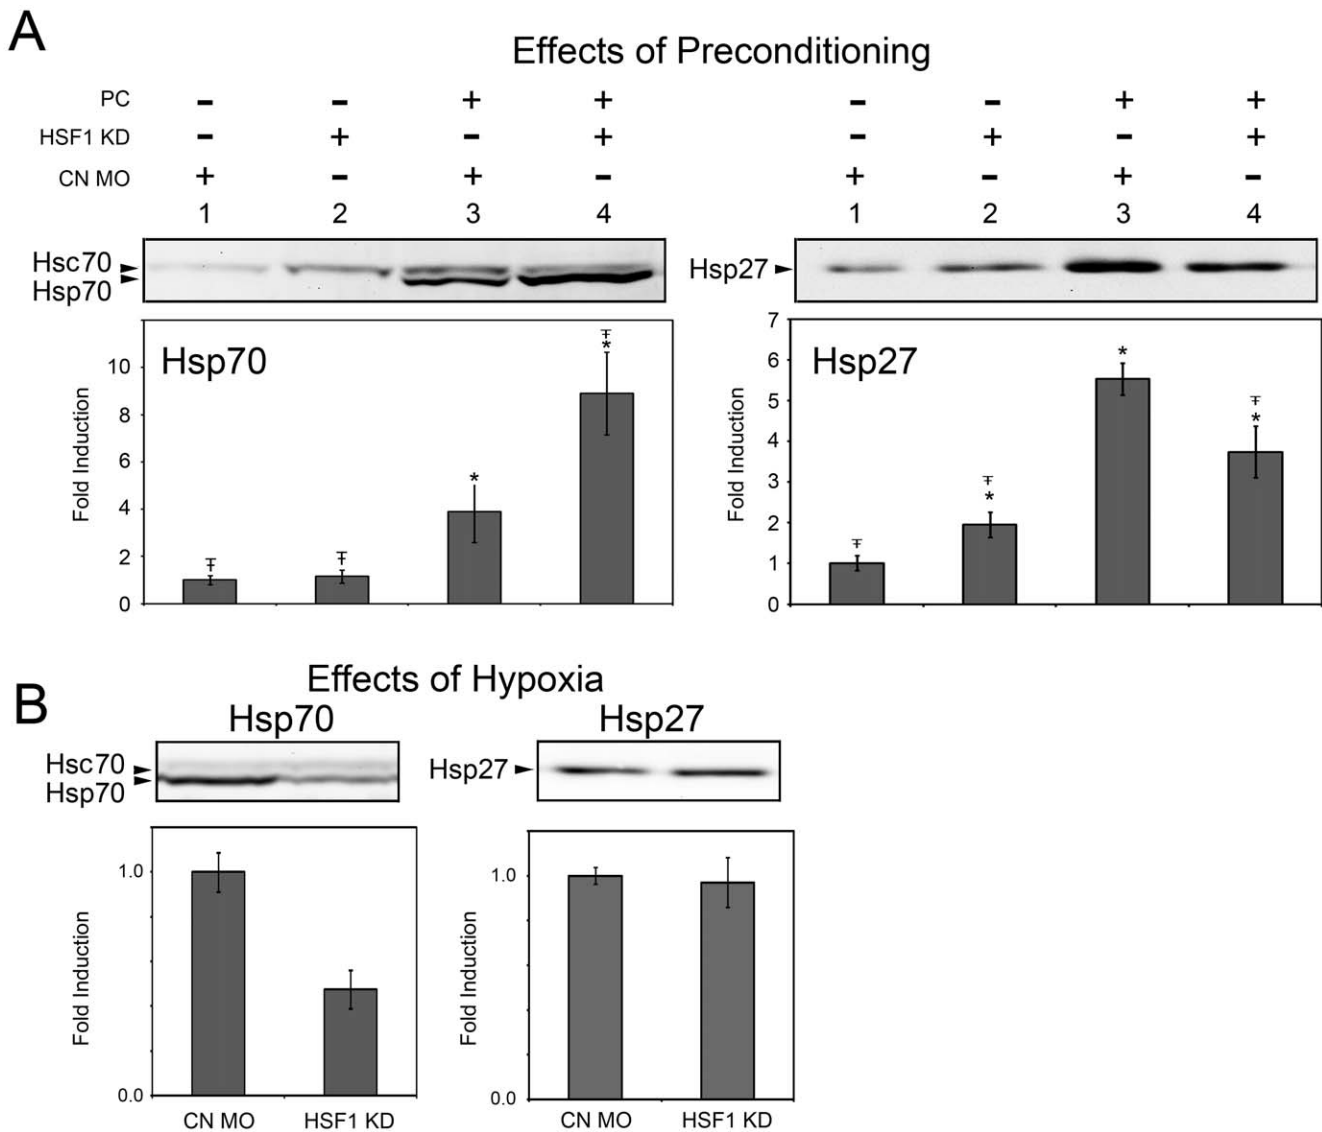 A
Effects of Preconditioning
PC - - + + - - + +
HSF1 KD - + - + - + - +
CN MO + - + - + - + -
1 2 3 4 1 2 3 4
Hsc70
Hsp70
Hsp27
Hsp70
Fold Induction
10
8
6
4
2
0
Ŧ
Ŧ
*
Ŧ
*
Hsp27
Fold Induction
7
6
5
4
3
2
1
0
Ŧ
Ŧ
*
*
Ŧ
*
B
Effects of Hypoxia
Hsp70 Hsp27
Hsc70
Hsp70
Hsp27
Fold Induction
1.0
0.0
CN MO HSF1 KD
Fold Induction
1.0
0.0
CN MO HSF1 KD